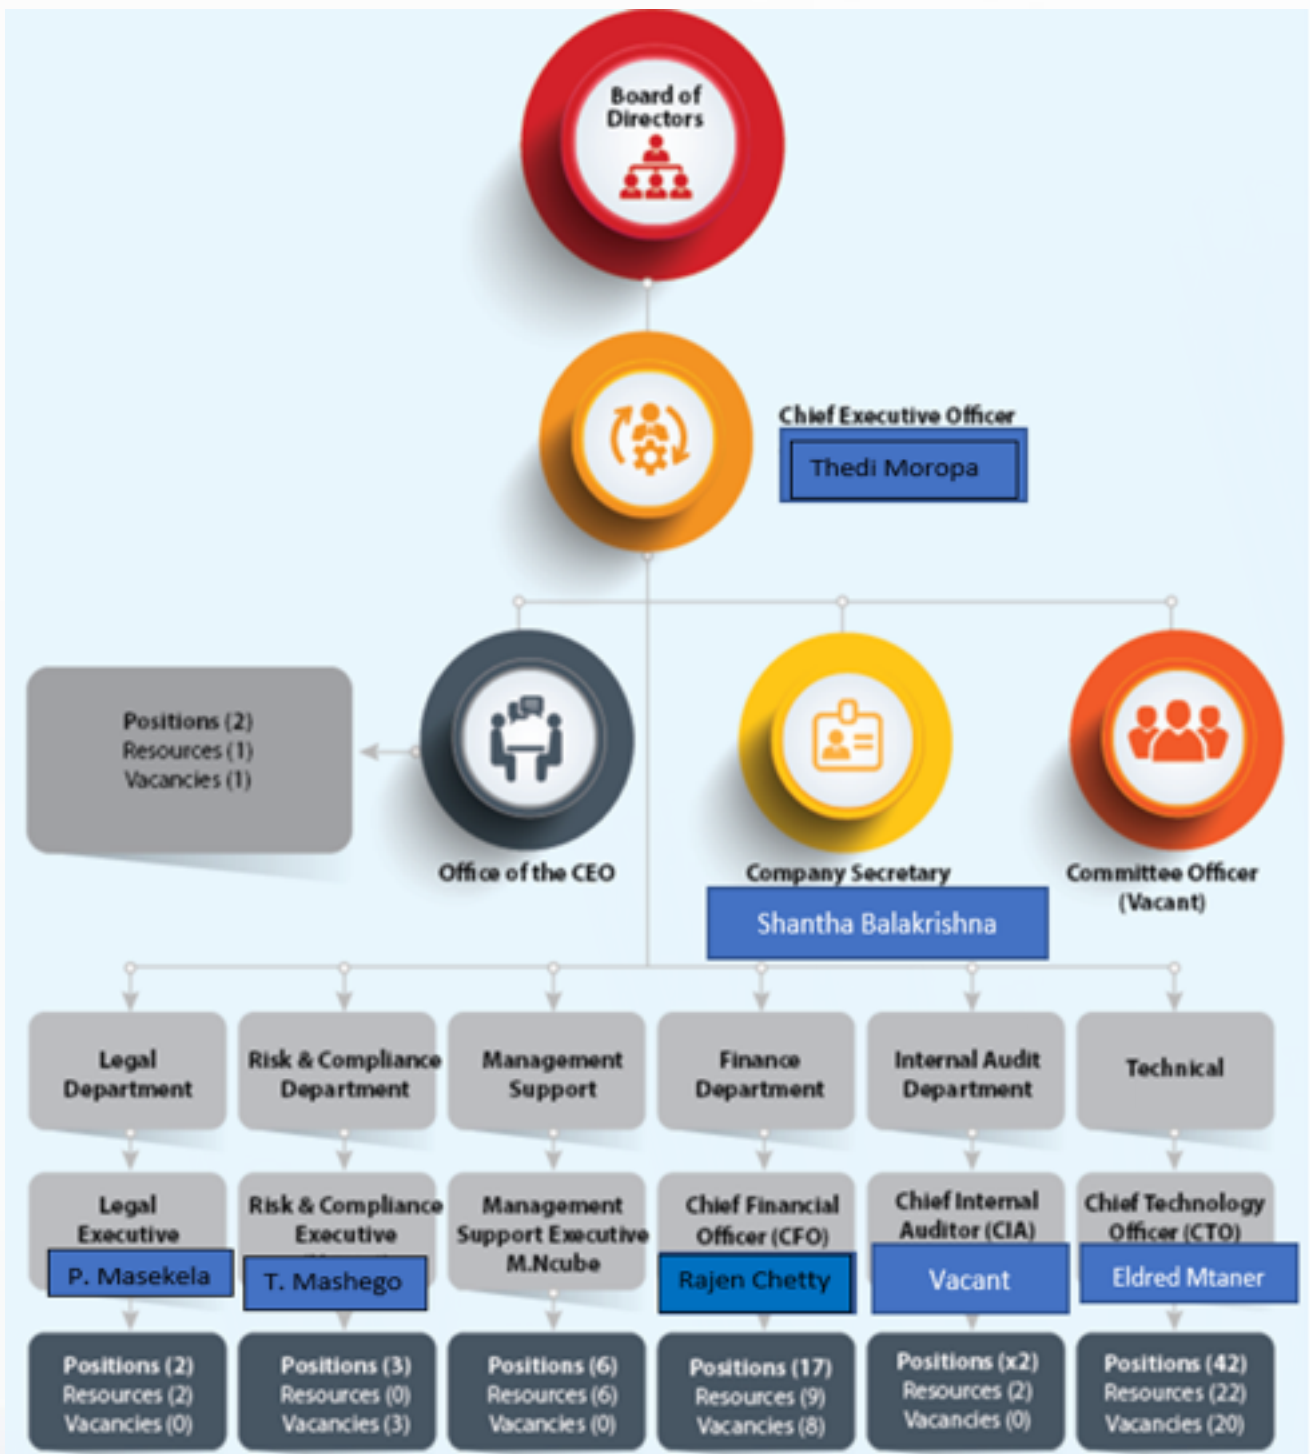 Board of
Directors
Chief Executive Officer
Thedi Moropa
Positions (2)
Resources (1)
Vacancies (1)
Office of the CEO
Company Secretary
Shantha Balakrishna
Committee Officer
(Vacant)
Legal
Department
Risk & Compliance
Department
Management
Support
Finance
Department
Internal Audit
Department
Technical
Legal
Executive
P. Masekela
Risk & Compliance
Executive
T. Mashego
Management
Support Executive
M.Ncube
Chief Financial
Officer (CFO)
Rajen Chetty
Chief Internal
Auditor (CIA)
Vacant
Chief Technology
Officer (CTO)
Eldred Mtaner
Positions (2)
Resources (2)
Vacancies (0)
Positions (3)
Resources (0)
Vacancies (3)
Positions (6)
Resources (6)
Vacancies (0)
Positions (17)
Resources (9)
Vacancies (8)
Positions (x2)
Resources (2)
Vacancies (0)
Positions (42)
Resources (22)
Vacancies (20)